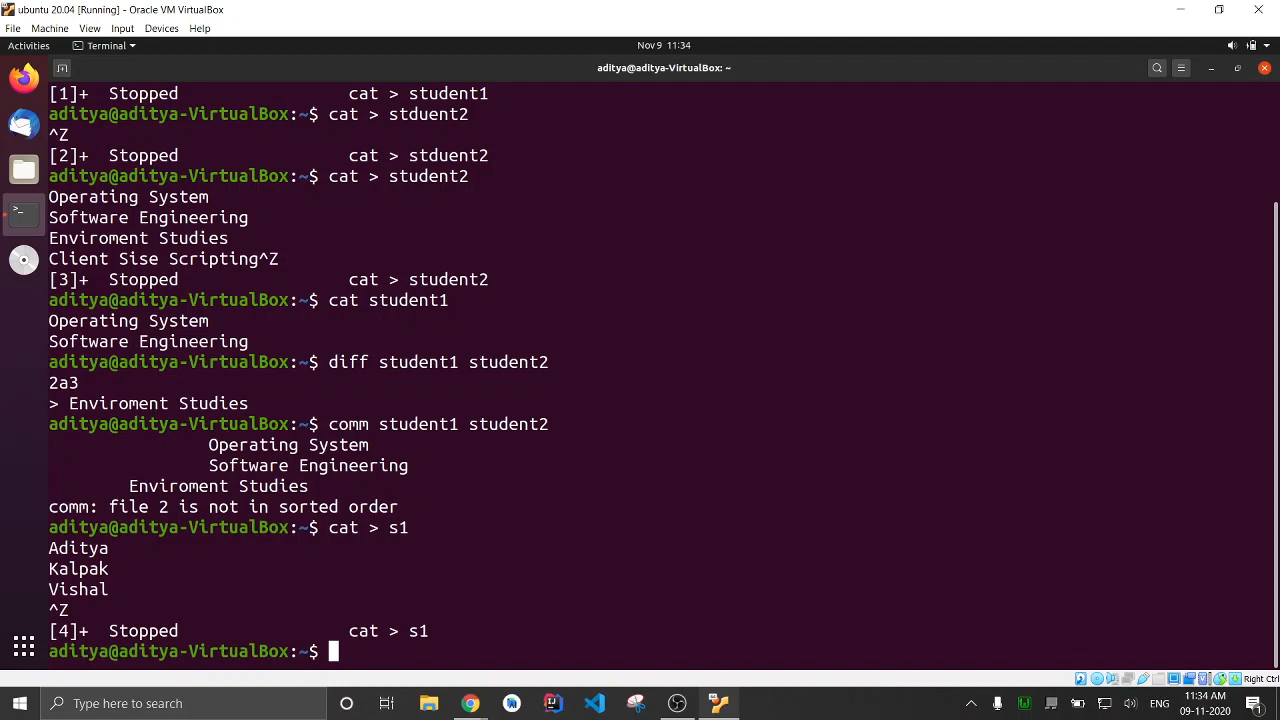 ubuntu 20.04 [Running] - Oracle VM VirtualBox
File Machine View Input Devices Help
Activities Terminal Nov 9 11:34
aditya@aditya-VirtualBox: ~
[1]+  Stopped                 cat > student1
aditya@aditya-VirtualBox:~$ cat > stduent2
^Z
[2]+  Stopped                 cat > stduent2
aditya@aditya-VirtualBox:~$ cat > student2
Operating System
Software Engineering
Enviroment Studies
Client Sise Scripting^Z
[3]+  Stopped                 cat > student2
aditya@aditya-VirtualBox:~$ cat student1
Operating System
Software Engineering
aditya@aditya-VirtualBox:~$ diff student1 student2
2a3
> Enviroment Studies
aditya@aditya-VirtualBox:~$ comm student1 student2
                Operating System
                Software Engineering
        Enviroment Studies
comm: file 2 is not in sorted order
aditya@aditya-VirtualBox:~$ cat > s1
Aditya
Kalpak
Vishal
^Z
[4]+  Stopped                 cat > s1
aditya@aditya-VirtualBox:~$
Right Ctrl
Type here to search
ENG
11:34 AM
09-11-2020
1